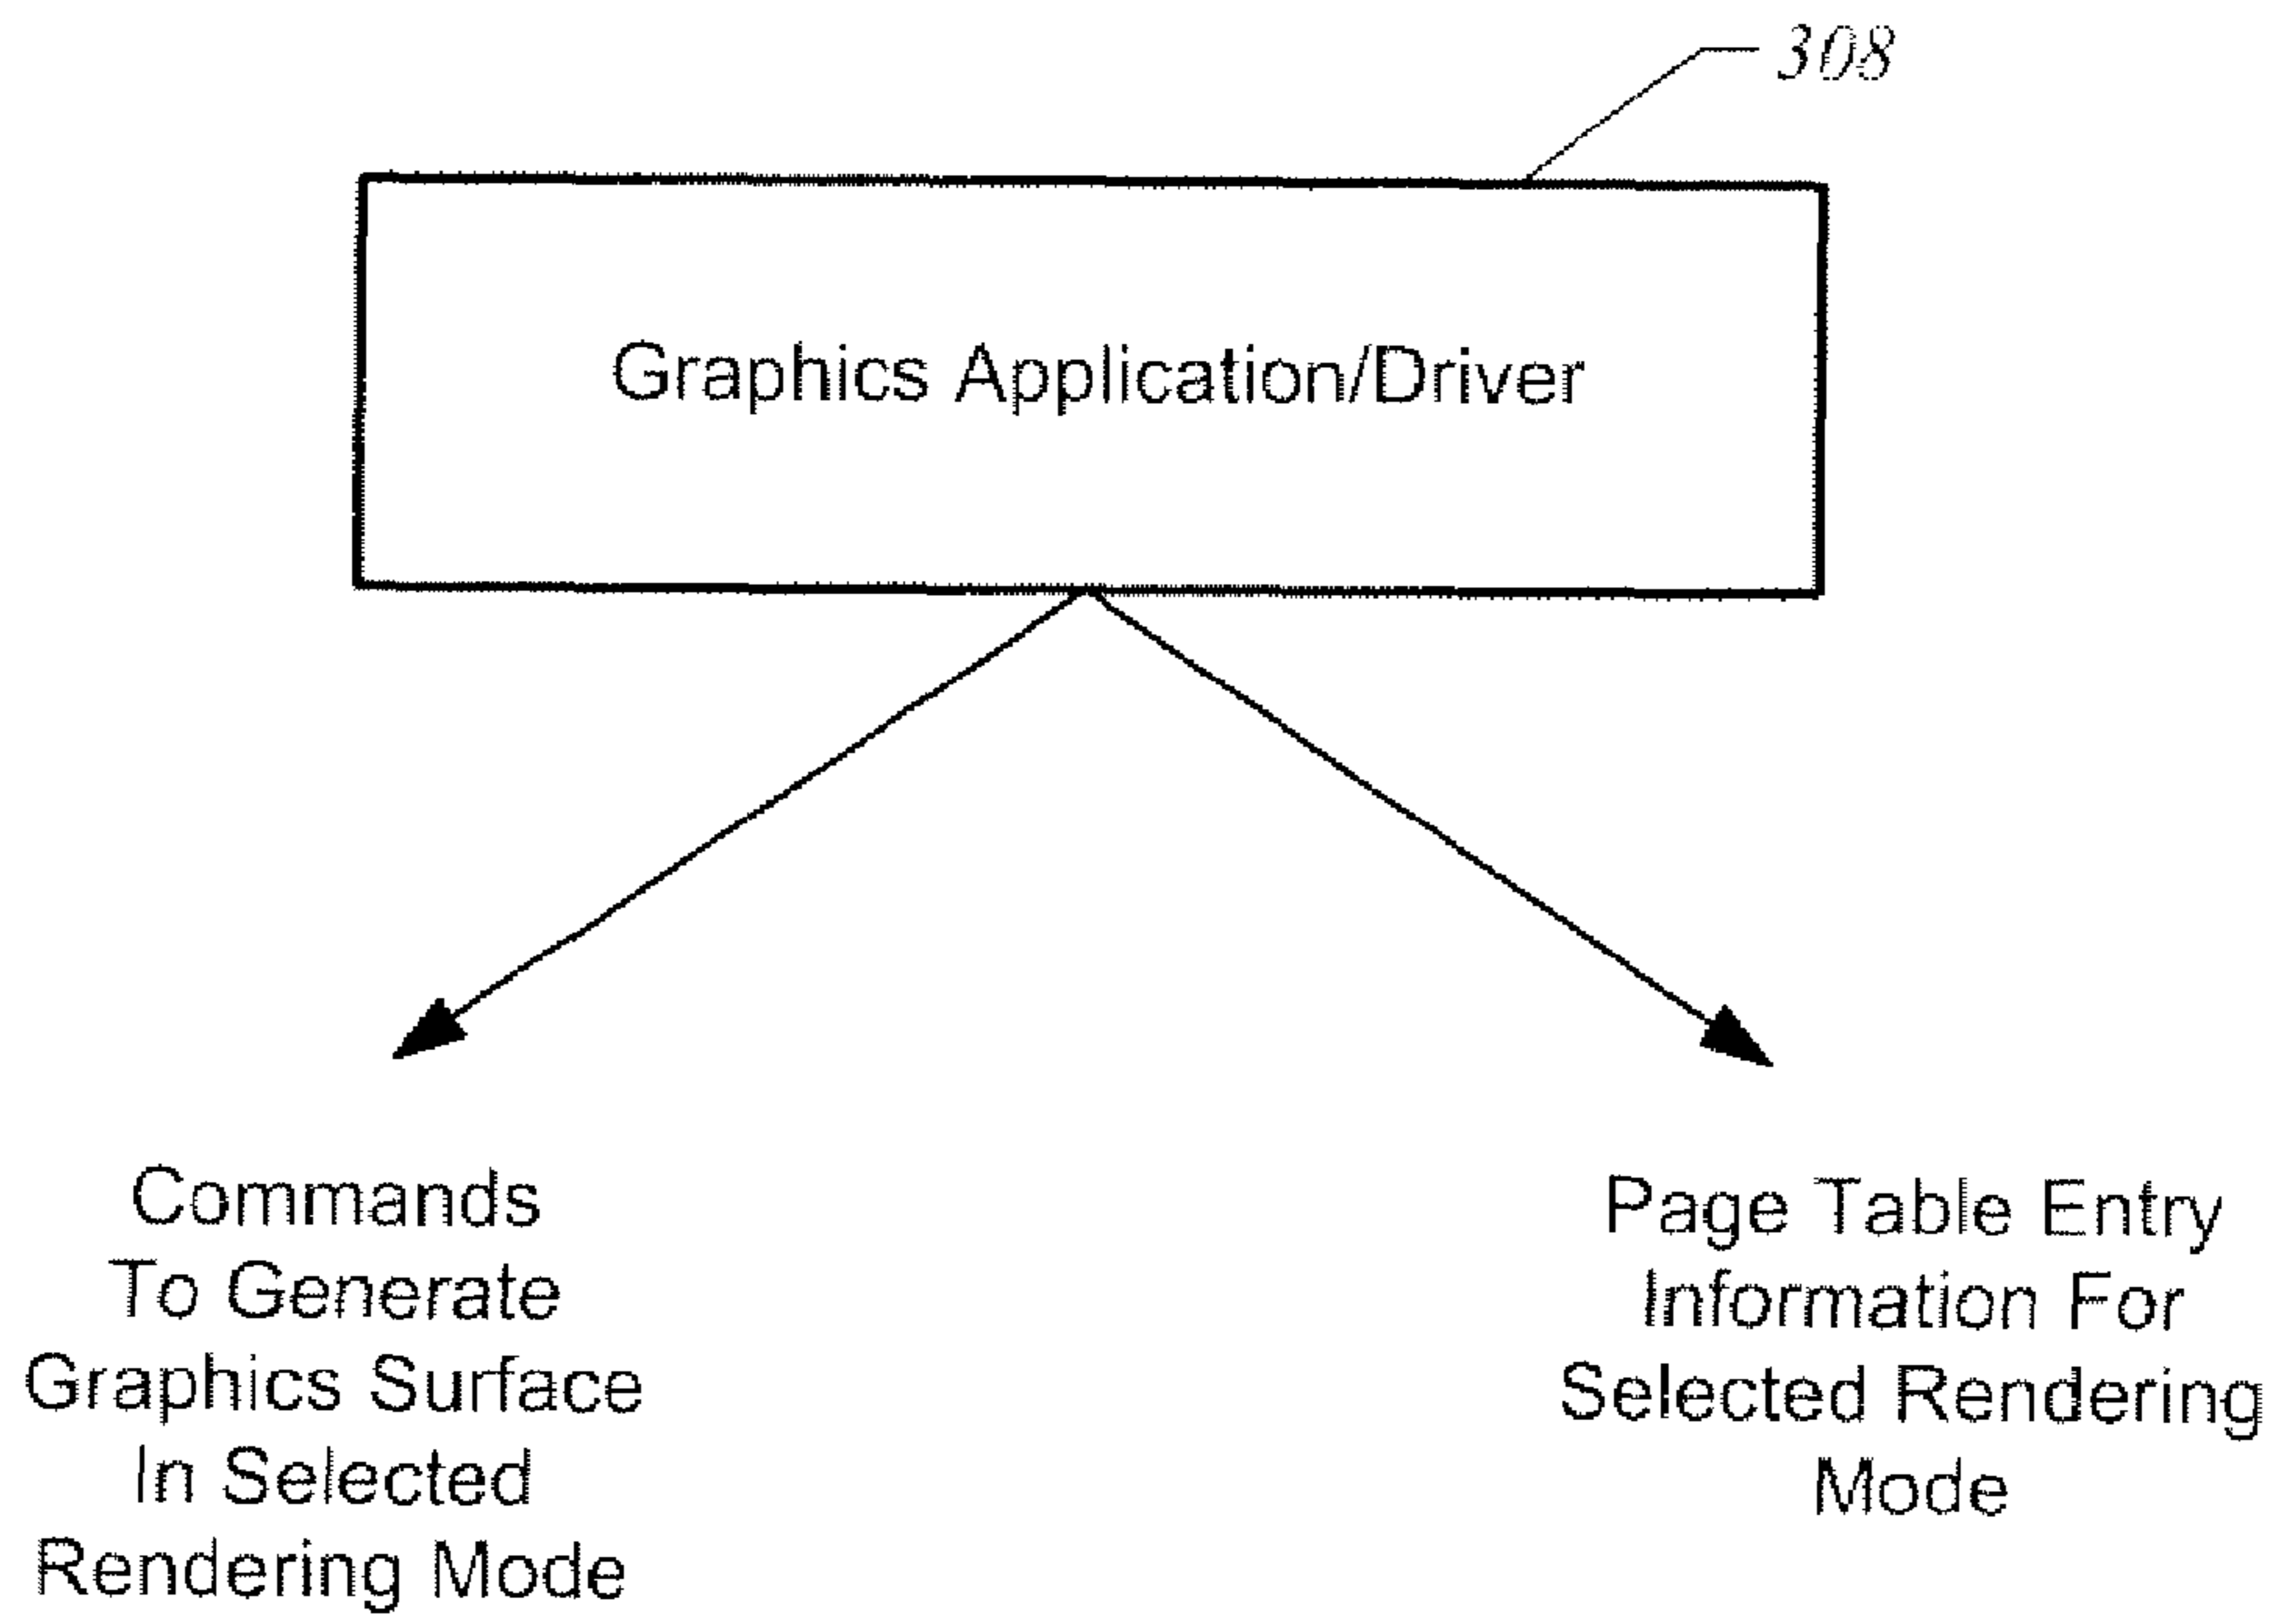 308
Graphics Application/Driver
Commands
To Generate
Graphics Surface
In Selected
Rendering Mode
Page Table Entry
Information For
Selected Rendering
Mode